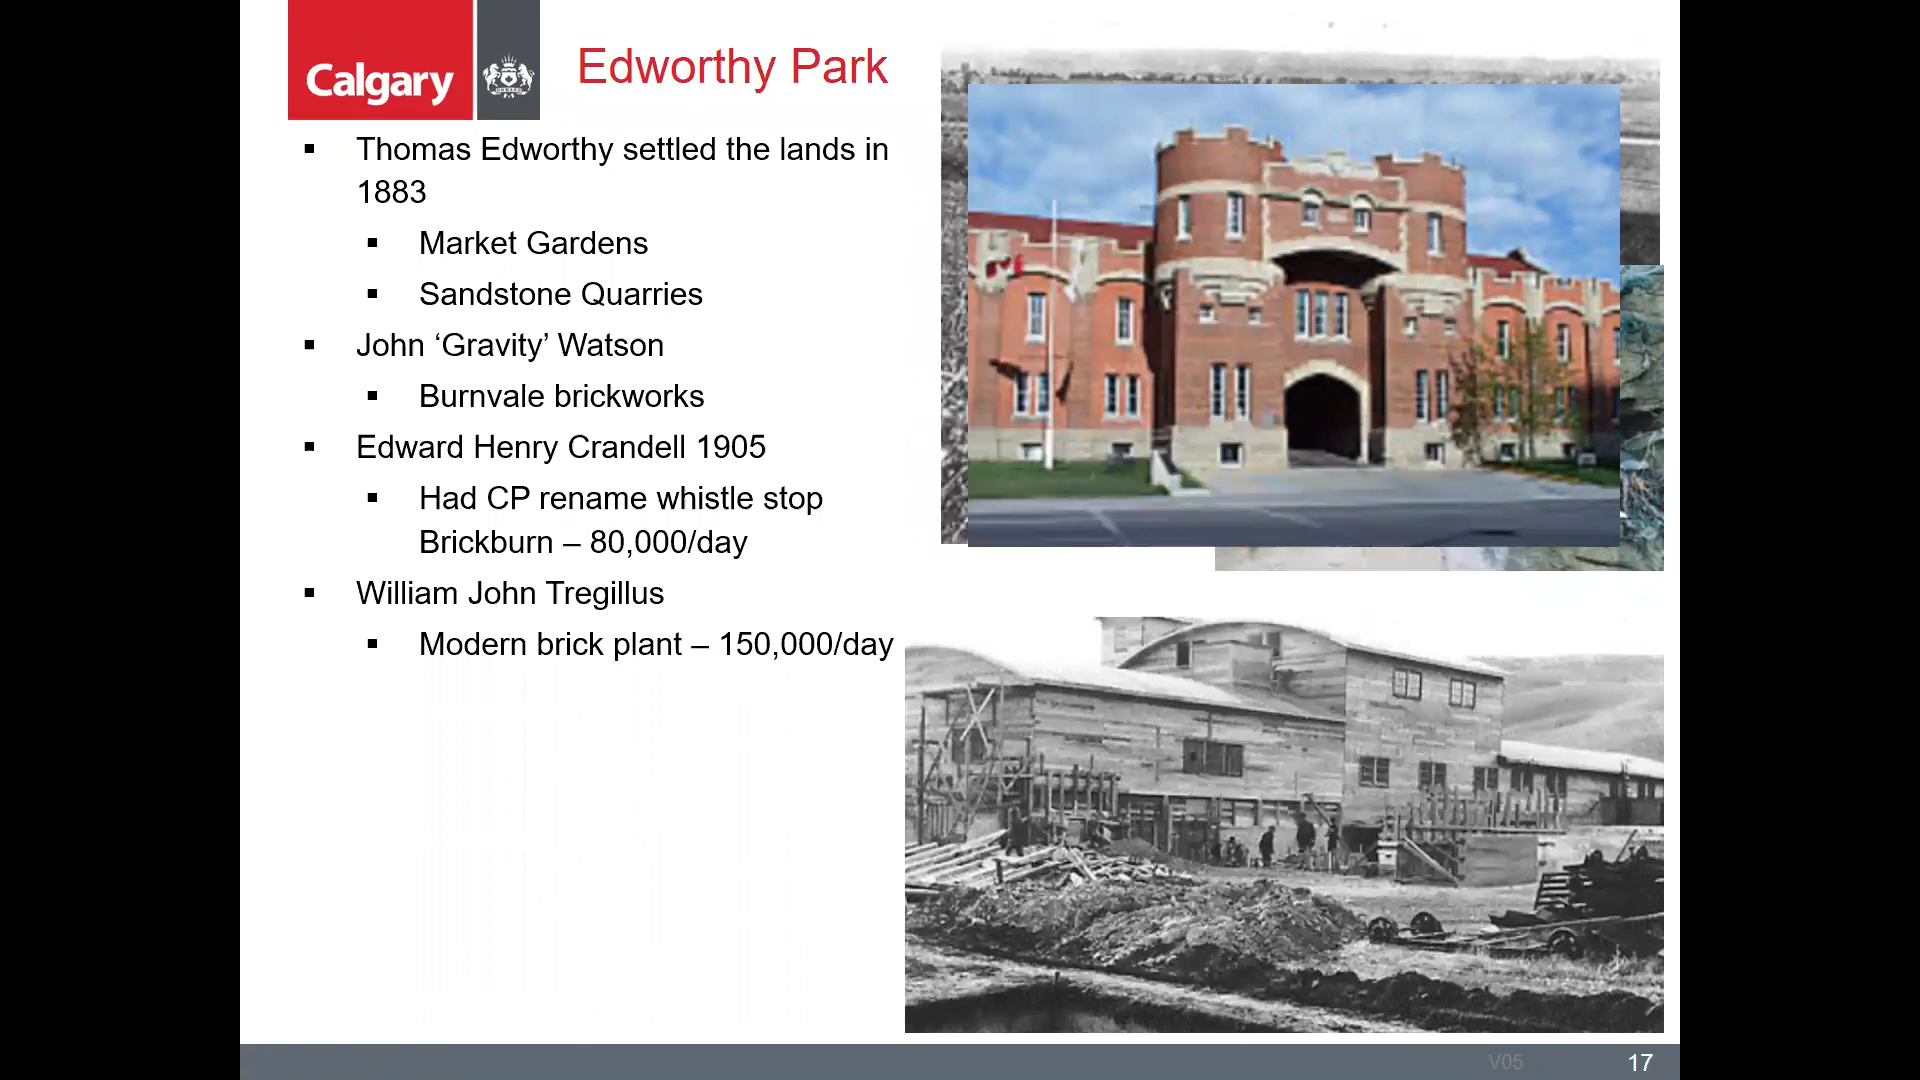 Calgary
ONWARD
Edworthy Park
▪ Thomas Edworthy settled the lands in
1883
▪ Market Gardens
▪ Sandstone Quarries
▪ John ‘Gravity’ Watson
▪ Burnvale brickworks
▪ Edward Henry Crandell 1905
▪ Had CP rename whistle stop
Brickburn – 80,000/day
▪ William John Tregillus
▪ Modern brick plant – 150,000/day
V05
17